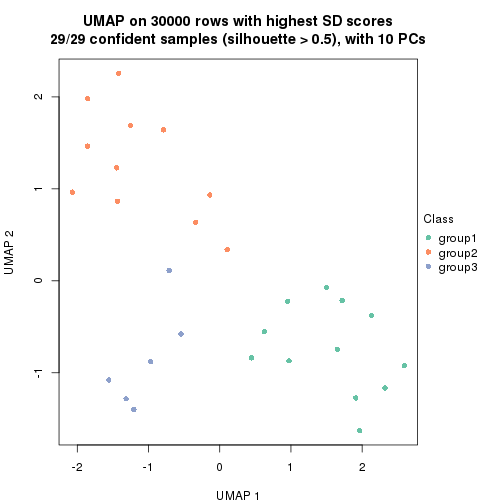 UMAP on 30000 rows with highest SD scores
29/29 confident samples (silhouette > 0.5), with 10 PCs
2
1
0
-1
UMAP 2
-2
-1
0
1
2
UMAP 1
Class
group1
group2
group3